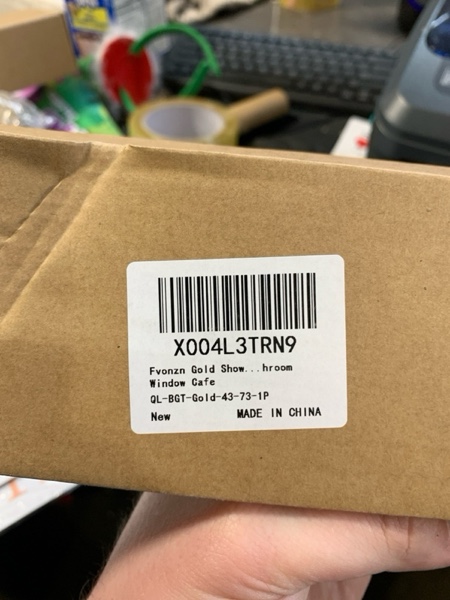 X004L3TRN9
Fvonzn Gold Show...hroom
Window Cafe
QL-BGT-Gold-43-73-1P
New MADE IN CHINA